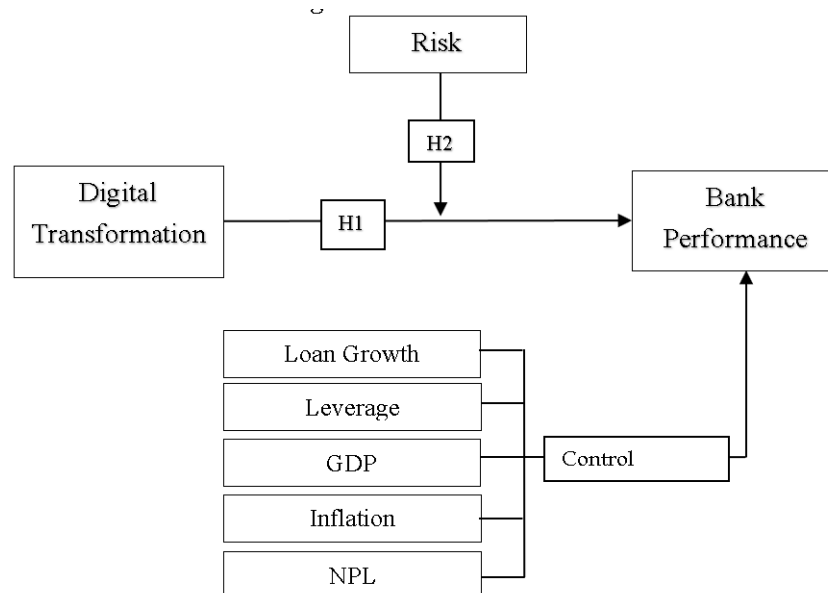 Risk
H2
Digital
Transformation
H1
Bank
Performance
Loan Growth
Leverage
GDP
Control
Inflation
NPL